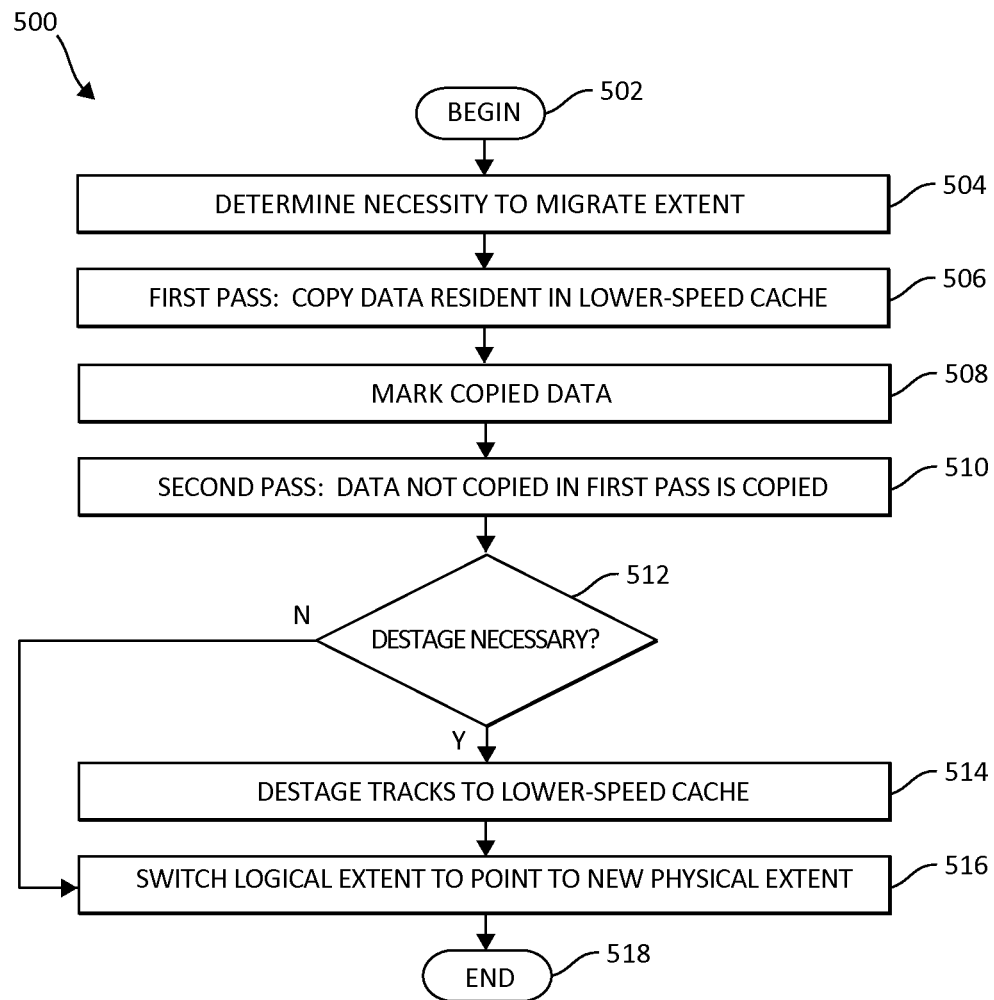 500
BEGIN
502
DETERMINE NECESSITY TO MIGRATE EXTENT
504
FIRST PASS: COPY DATA RESIDENT IN LOWER-SPEED CACHE
506
MARK COPIED DATA
508
SECOND PASS: DATA NOT COPIED IN FIRST PASS IS COPIED
510
512
N
DESTAGE NECESSARY?
Y
DESTAGE TRACKS TO LOWER-SPEED CACHE
514
SWITCH LOGICAL EXTENT TO POINT TO NEW PHYSICAL EXTENT
516
END
518